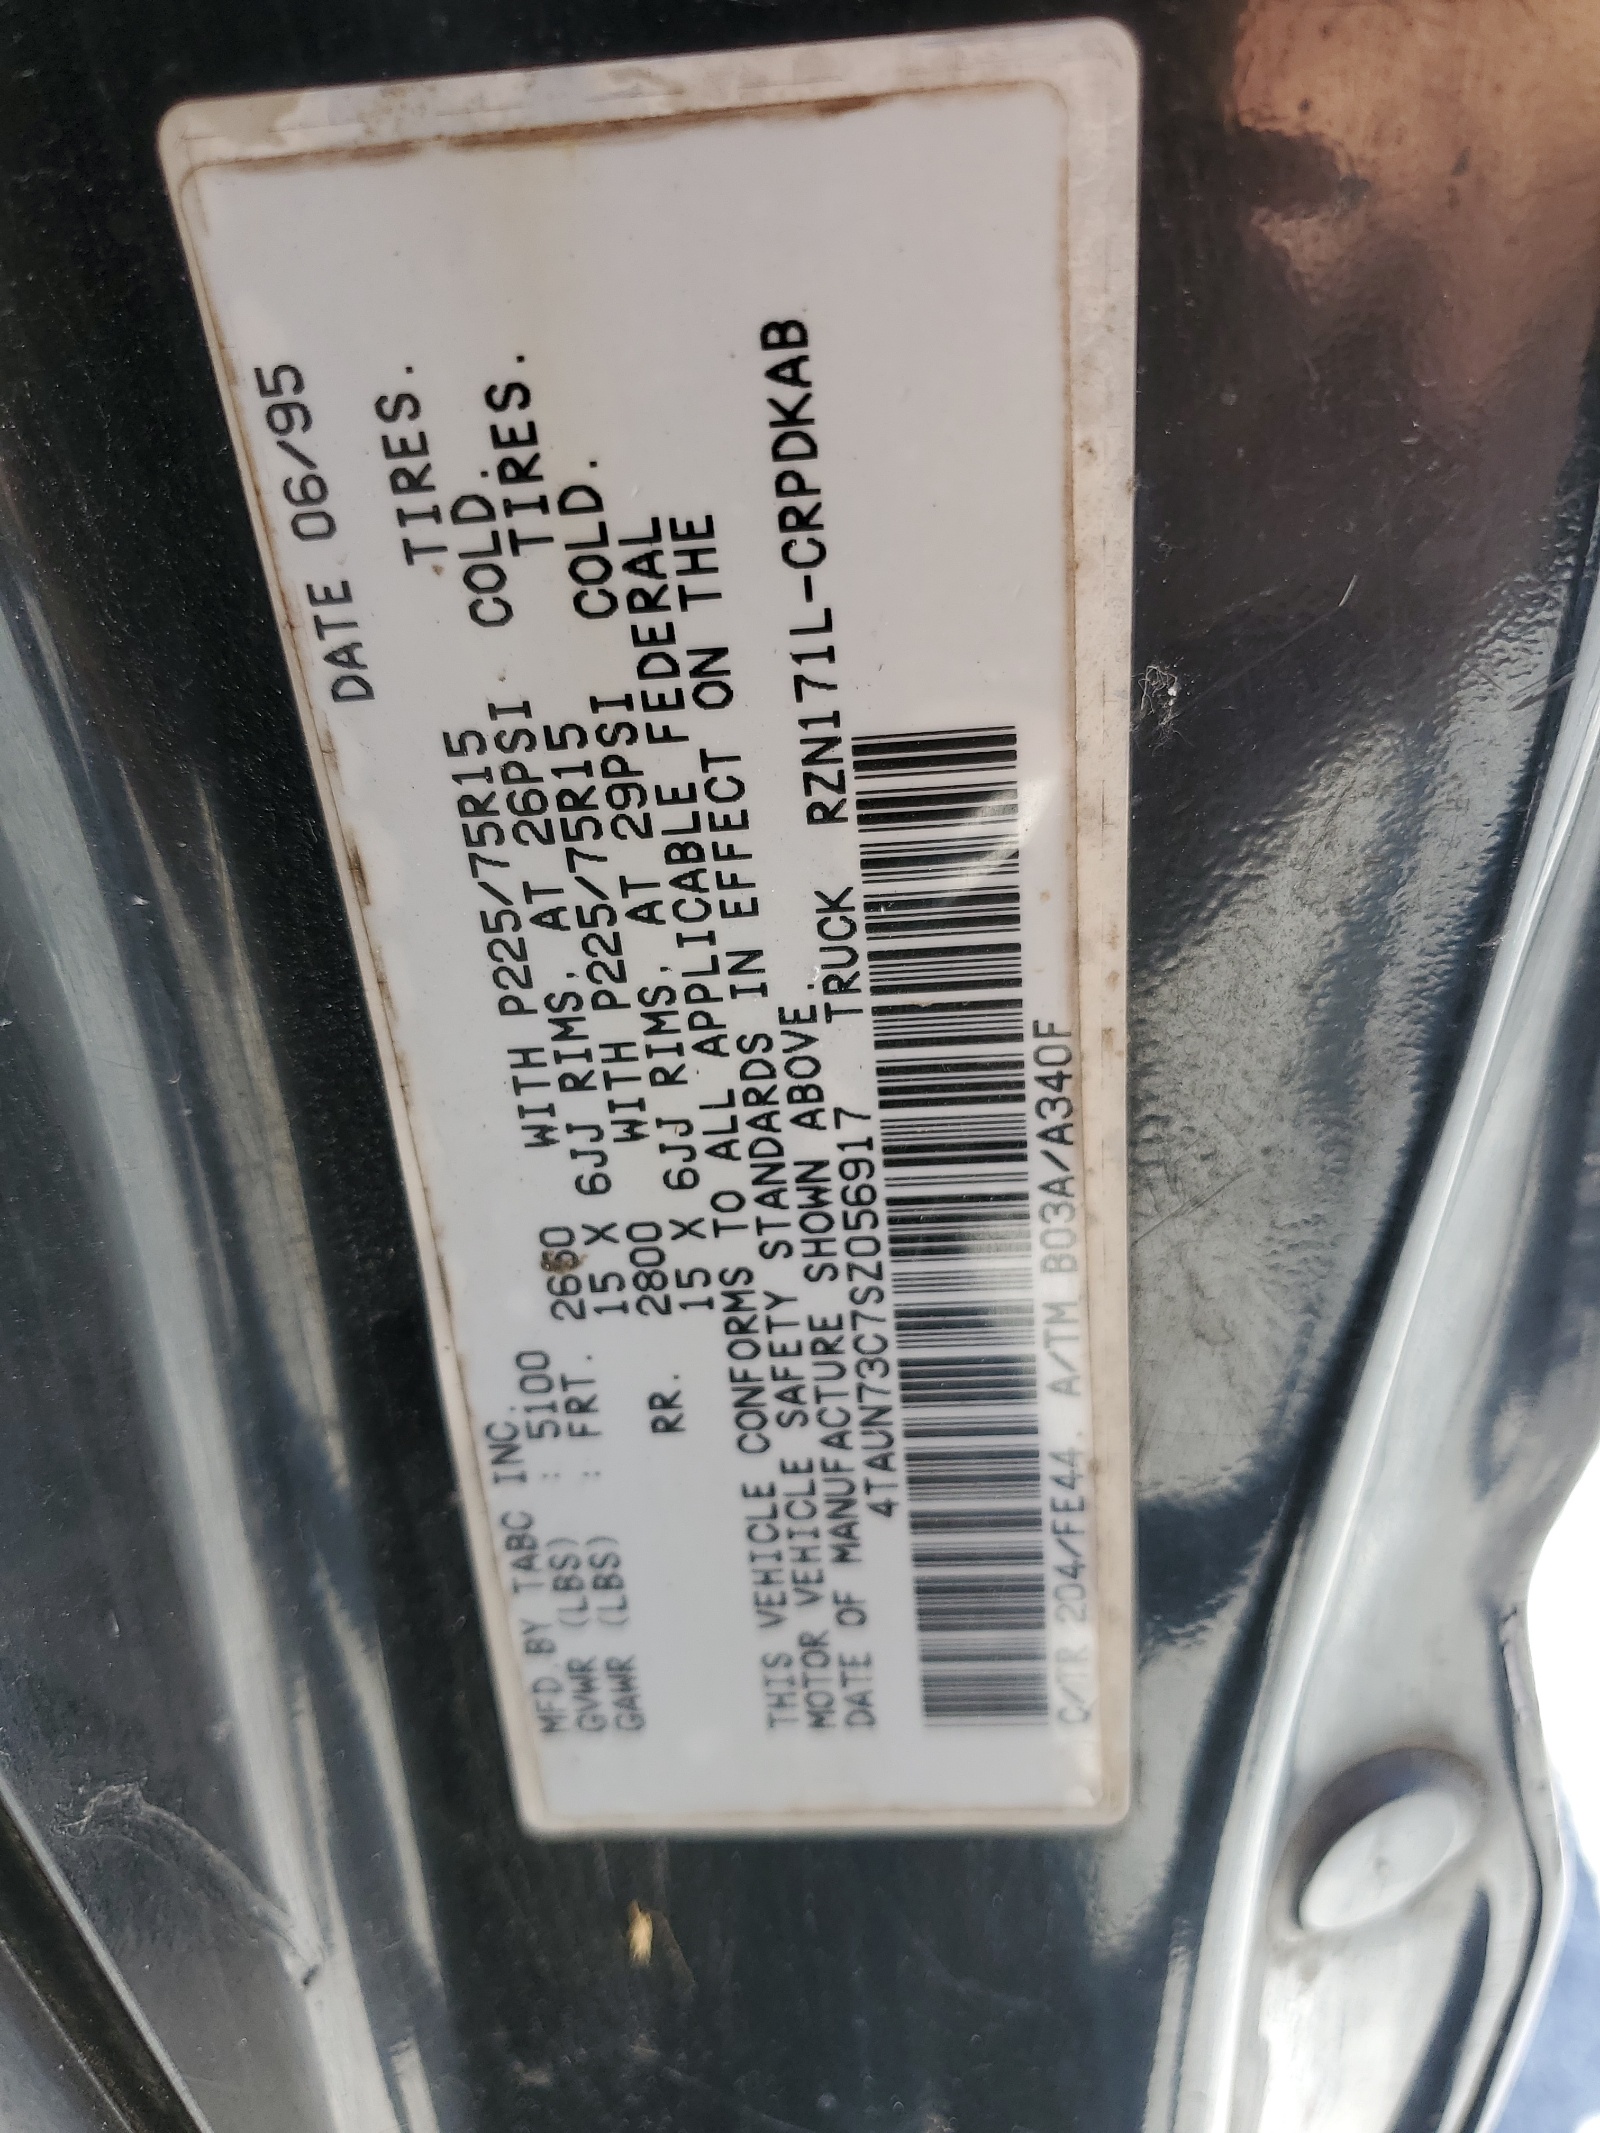 MFD. BY TABC INC. DATE 06/95
GVWR (LBS) : 5100
GAWR (LBS) : FRT. 2660 WITH P225/75R15 TIRES.
15 X 6JJ RIMS, AT 26PSI COLD.
RR. 2800 WITH P225/75R15 TIRES.
15 X 6JJ RIMS, AT 29PSI COLD.
THIS VEHICLE CONFORMS TO ALL APPLICABLE FEDERAL
MOTOR VEHICLE SAFETY STANDARDS IN EFFECT ON THE
DATE OF MANUFACTURE SHOWN ABOVE.
4TAUN73C7SZ056917 TRUCK RZN171L-CRPDKAB
C/TR 204/FE44. A/TM B03A/A340F